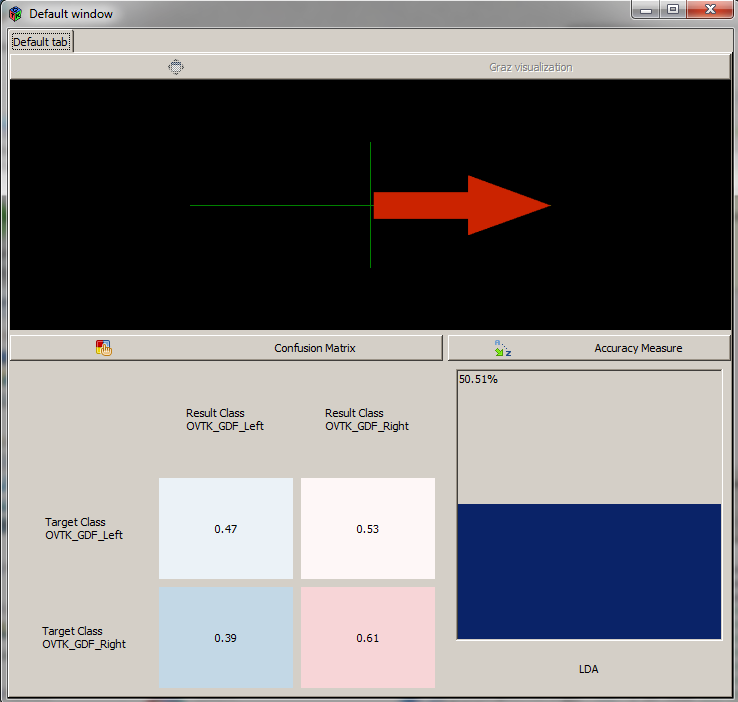 Default window
Default tab
Graz visualization
Confusion Matrix
Accuracy Measure
50.51%
Result Class
OVTK_GDF_Left
Result Class
OVTK_GDF_Right
Target Class
OVTK_GDF_Left
0.47
0.53
Target Class
OVTK_GDF_Right
0.39
0.61
LDA